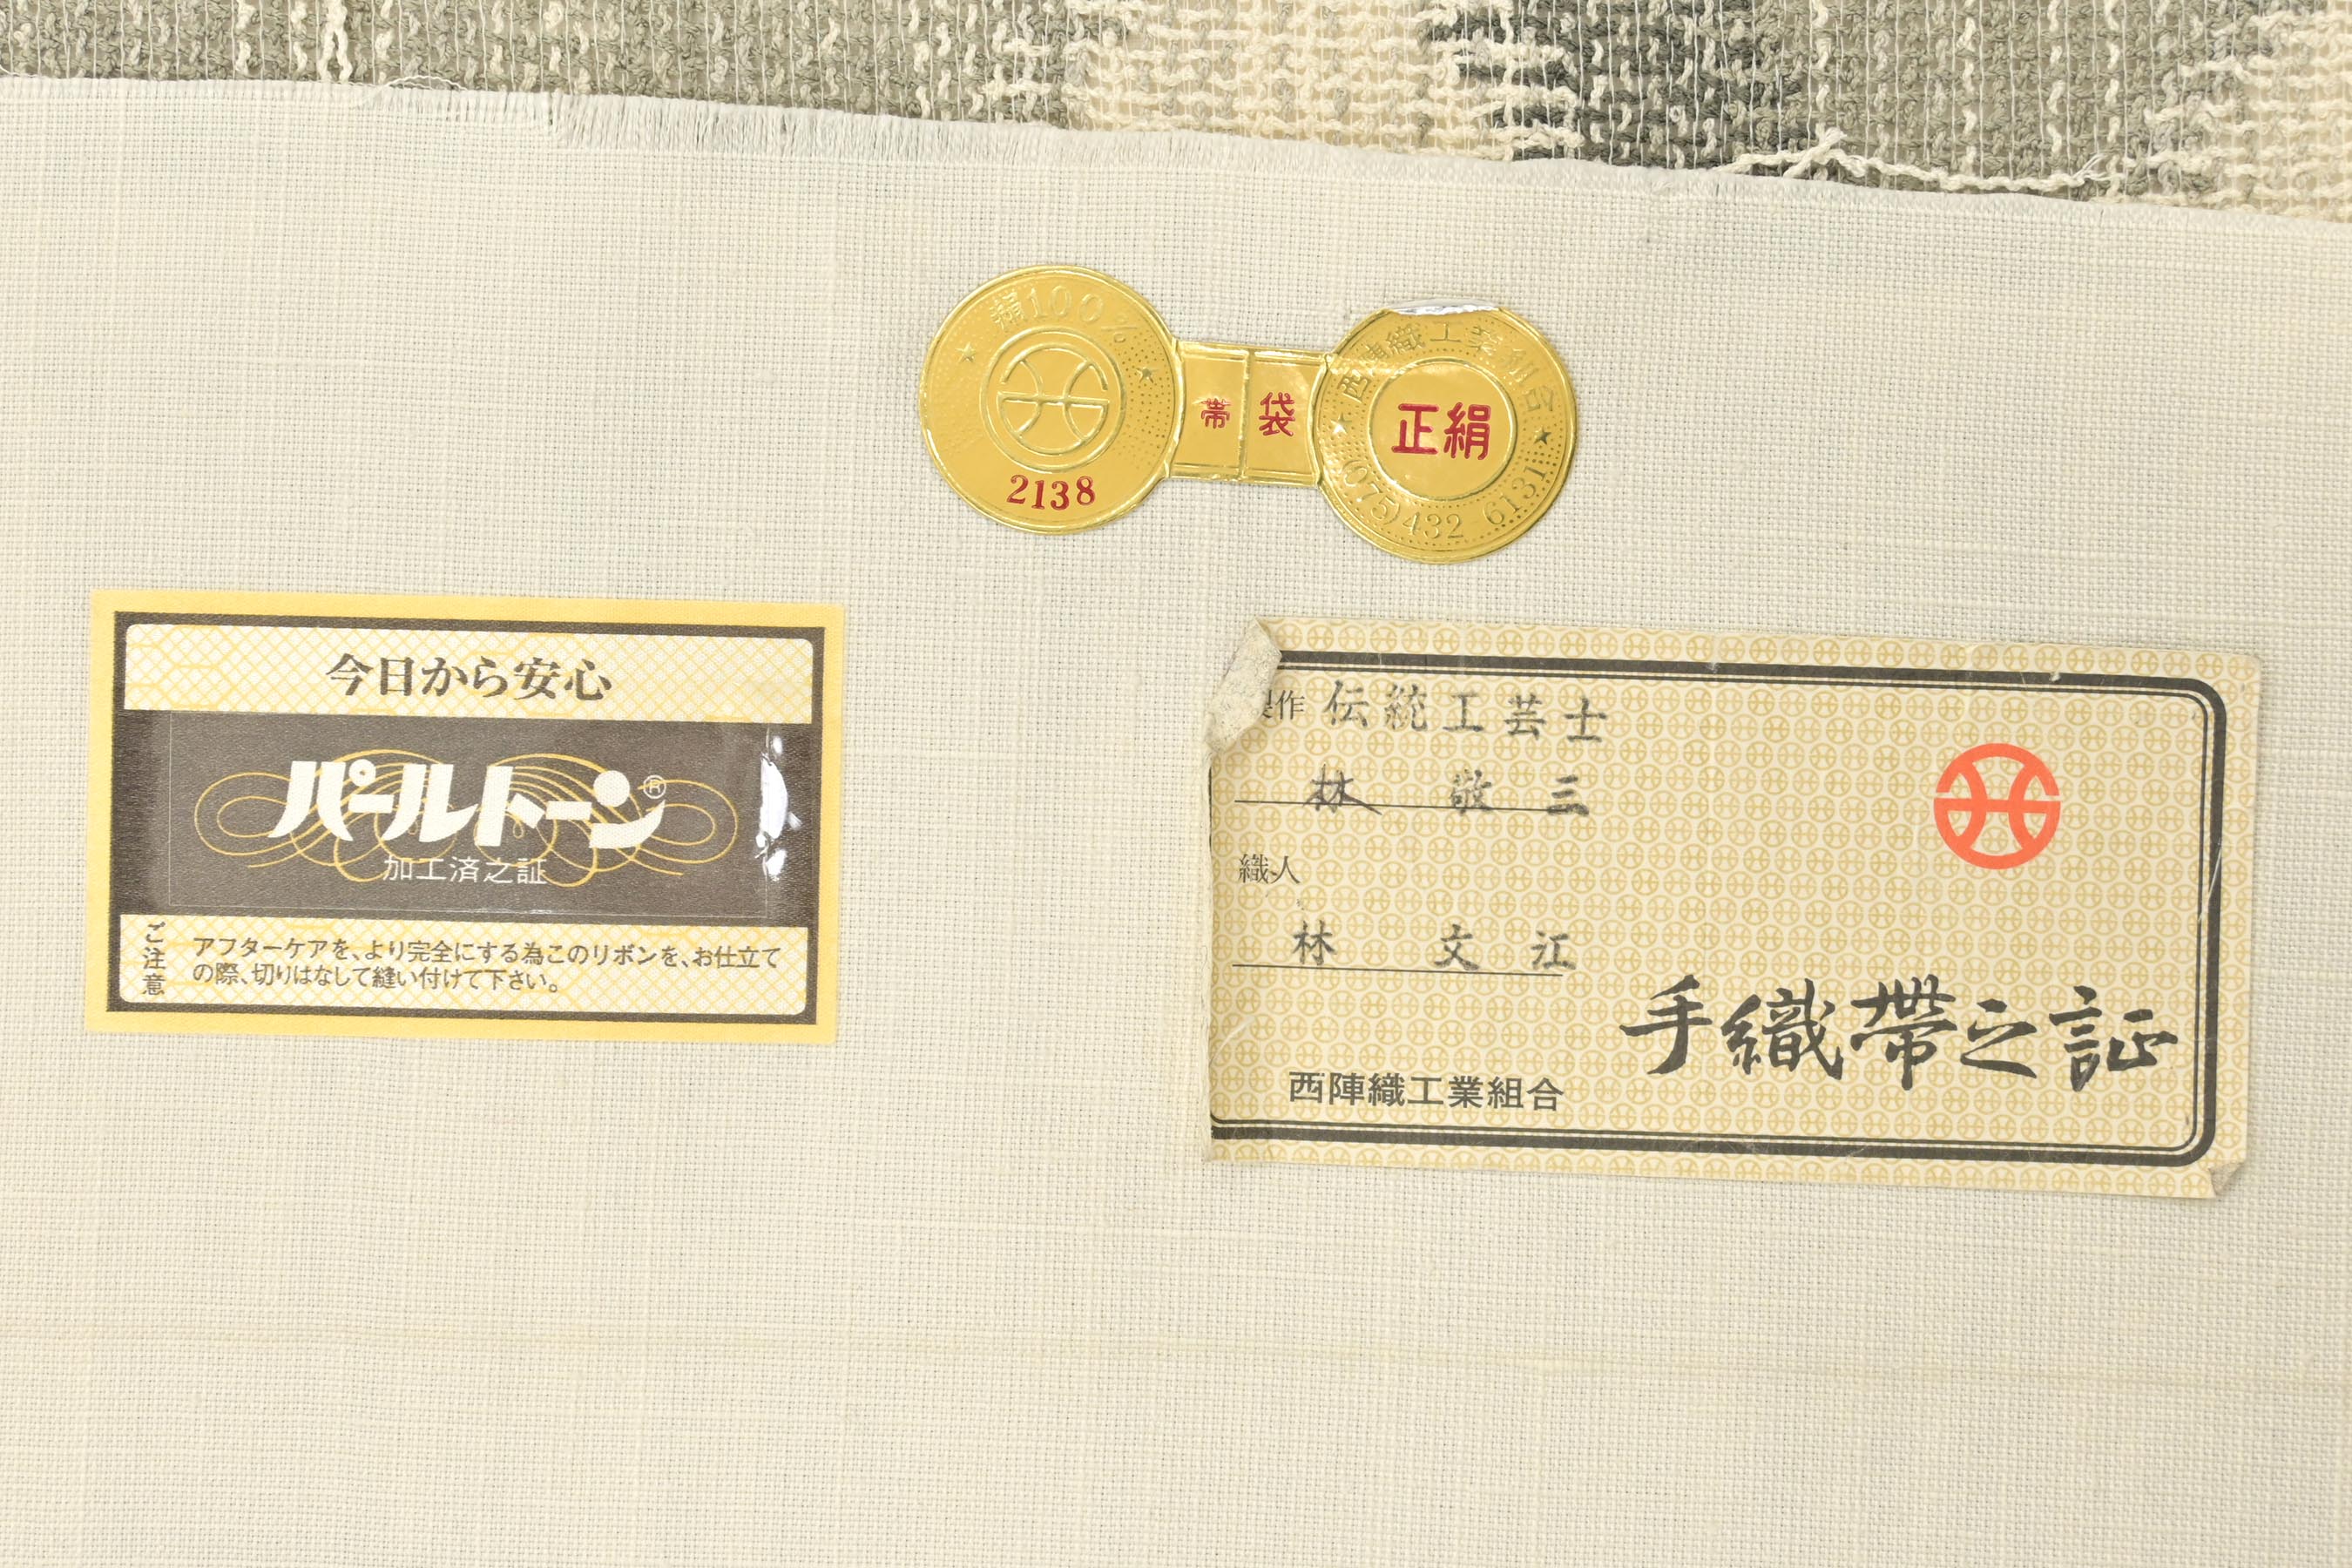 絹100%
2138
帯 袋
西陣織工業組合
正絹
(075)432 6131
今日から安心
パールトーン®
加工済之証
ご注意
アフターケアを、より完全にする為このリボンを、お仕立て
の際、切りはなして縫い付けて下さい。
作 伝統工芸士
林 敬三
織人
林 文江
手織帯之証
西陣織工業組合